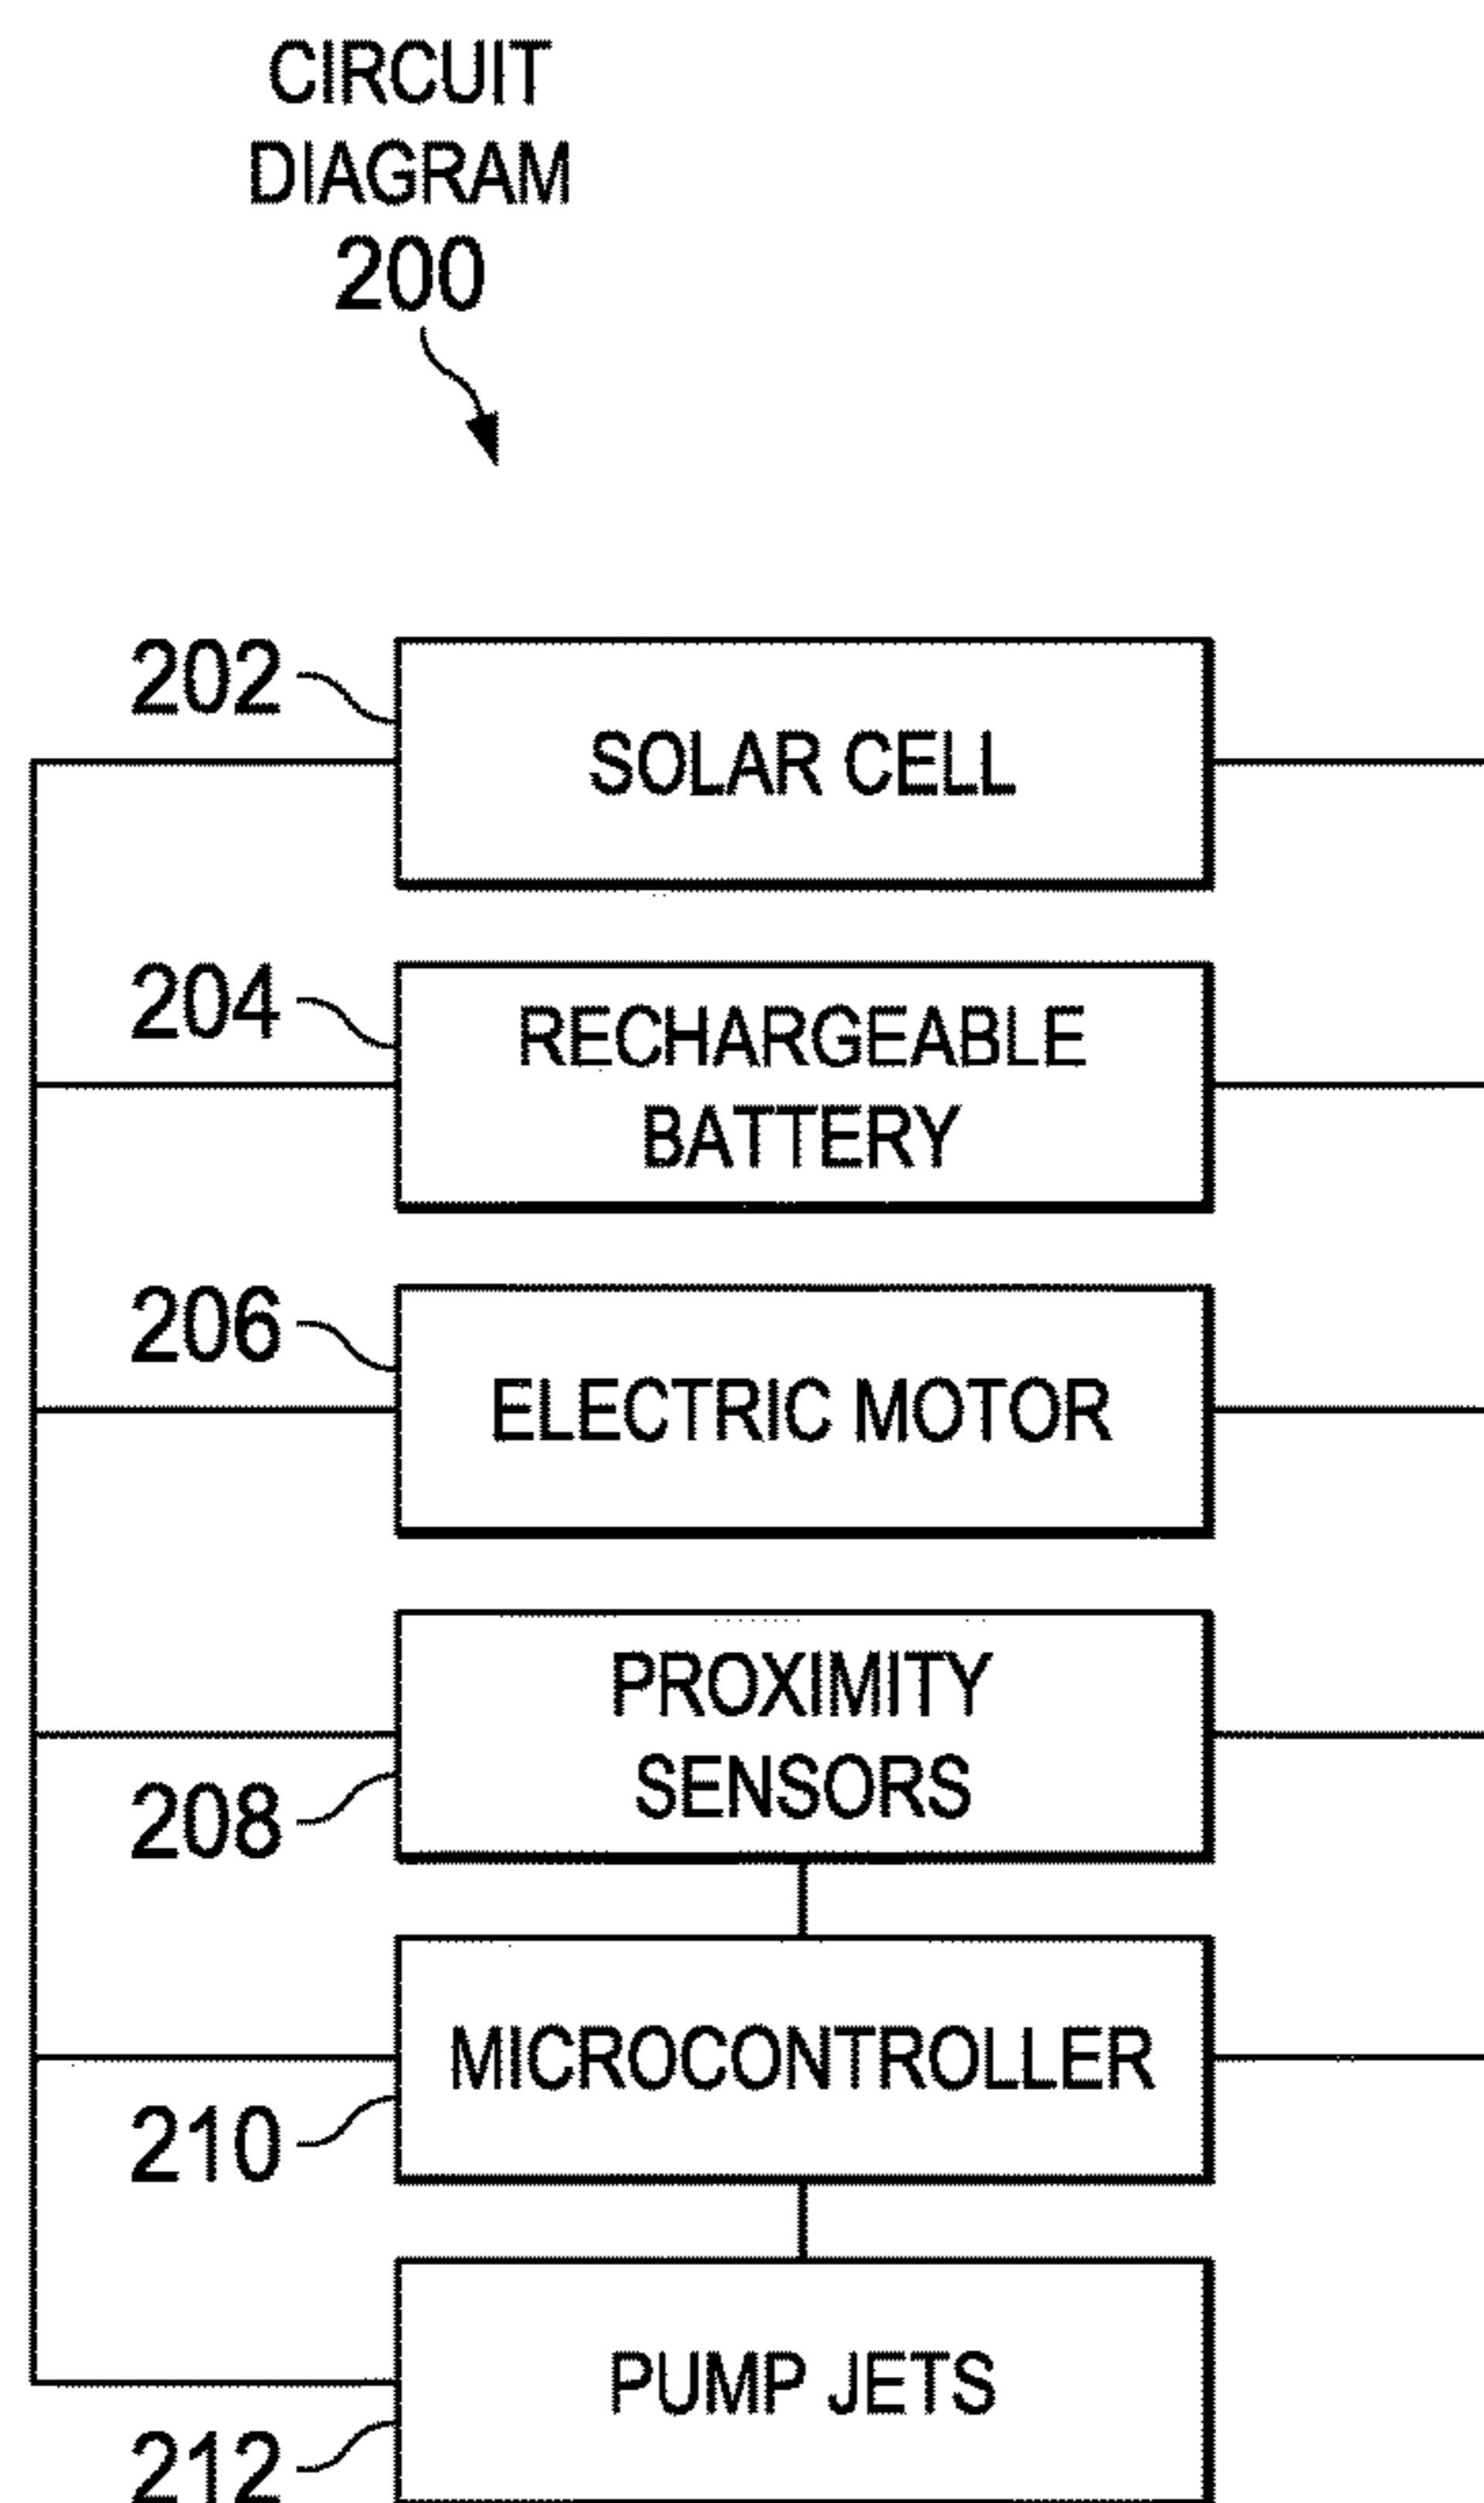 CIRCUIT
DIAGRAM
200
202
SOLAR CELL
204
RECHARGEABLE
BATTERY
206
ELECTRIC MOTOR
PROXIMITY
SENSORS
208
MICROCONTROLLER
210
PUMP JETS
212